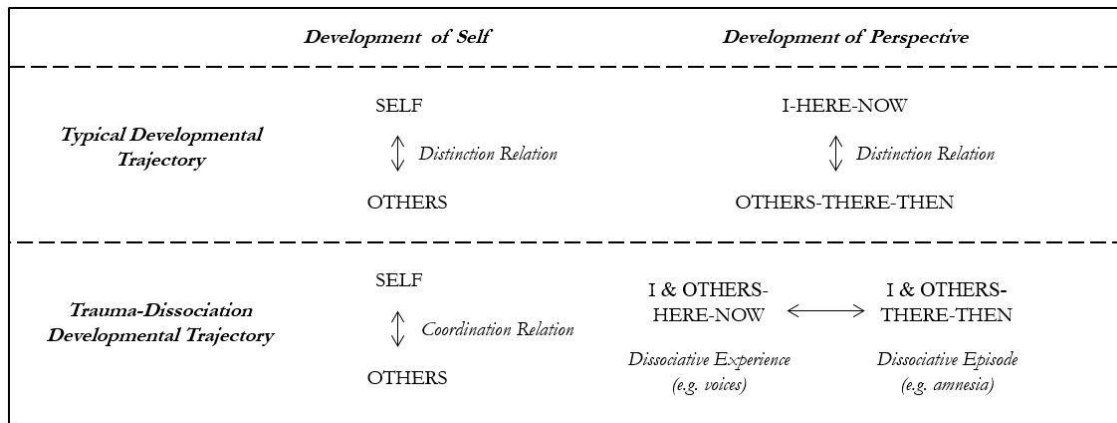 Development of Self
Development of Perspective
Typical Developmental
Trajectory
SELF
Distinction Relation
OTHERS
I-HERE-NOW
Distinction Relation
OTHERS-THERE-THEN
Trauma-Dissociation
Developmental Trajectory
SELF
Coordination Relation
OTHERS
I & OTHERS-
HERE-NOW
Dissociative Experience
(e.g. voices)
I & OTHERS-
THERE-THEN
Dissociative Episode
(e.g. amnesia)